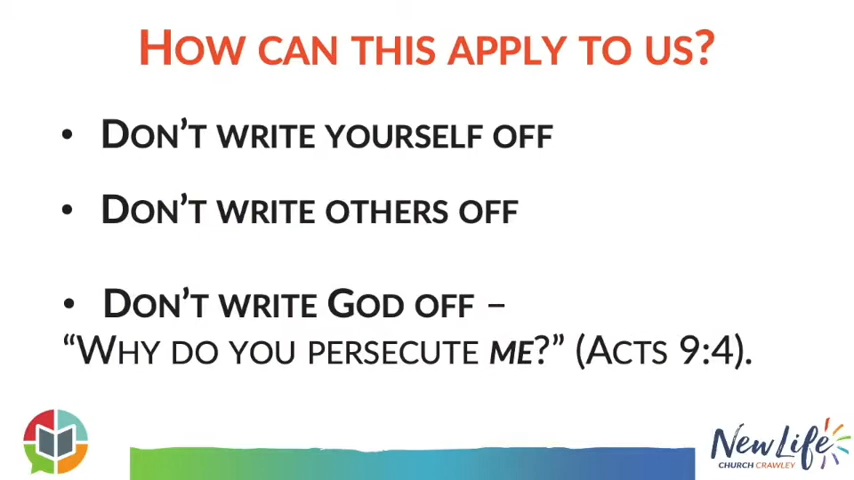 How can this apply to us?
• Don't write yourself off
• Don't write others off
• Don't write God off –
“Why do you persecute me?” (Acts 9:4).
New Life
CHURCH CRAWLEY